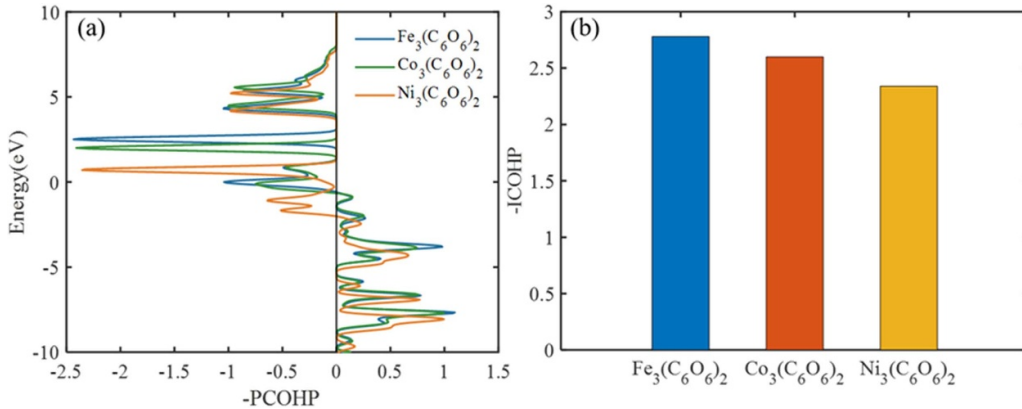 (a)
Fe₃(C₆O₆)₂
Co₃(C₆O₆)₂
Ni₃(C₆O₆)₂
10
5
0
-5
-10
Energy(eV)
-2.5 -2 -1.5 -1 -0.5 0 0.5 1 1.5
-PCOHP
(b)
3
2.5
2
1.5
1
0.5
0
-ICOHP
Fe₃(C₆O₆)₂ Co₃(C₆O₆)₂ Ni₃(C₆O₆)₂